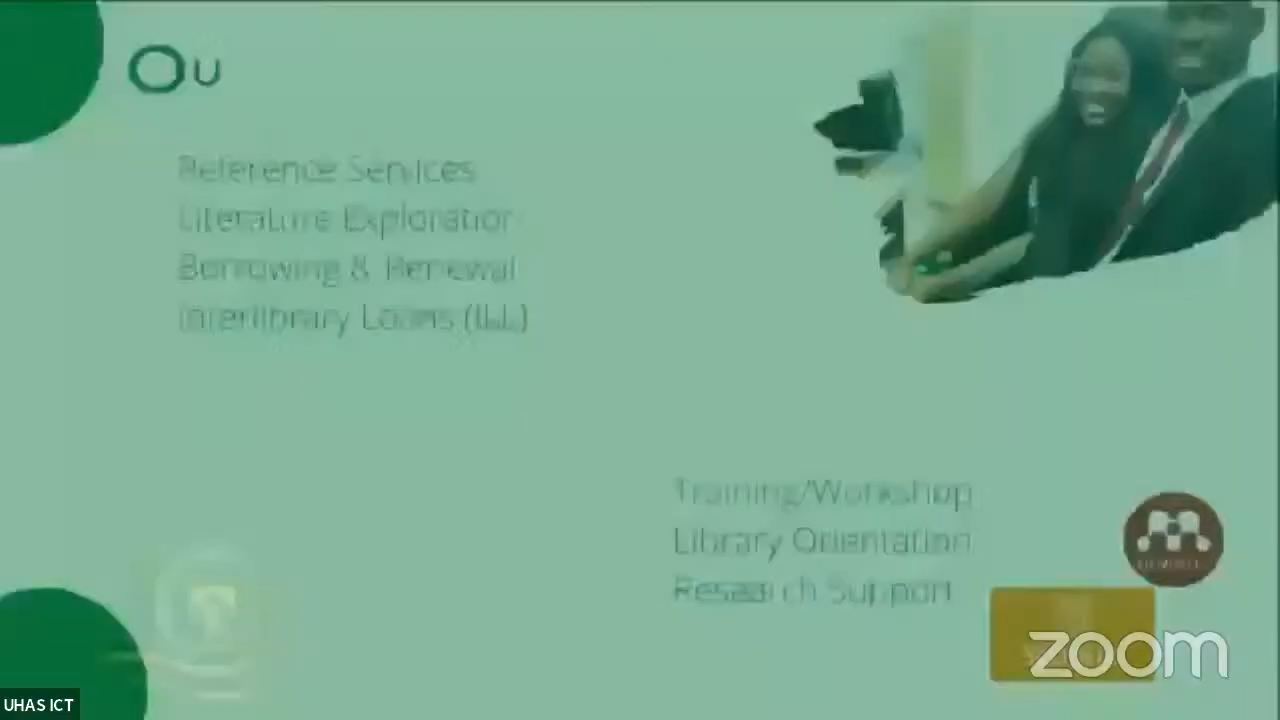 Ou
Reference Services
Literature Exploration
Borrowing & Renewal
Interlibrary Loans (ILL)
Training/Workshop
Library Orientation
Research Support
zoom
UHAS ICT